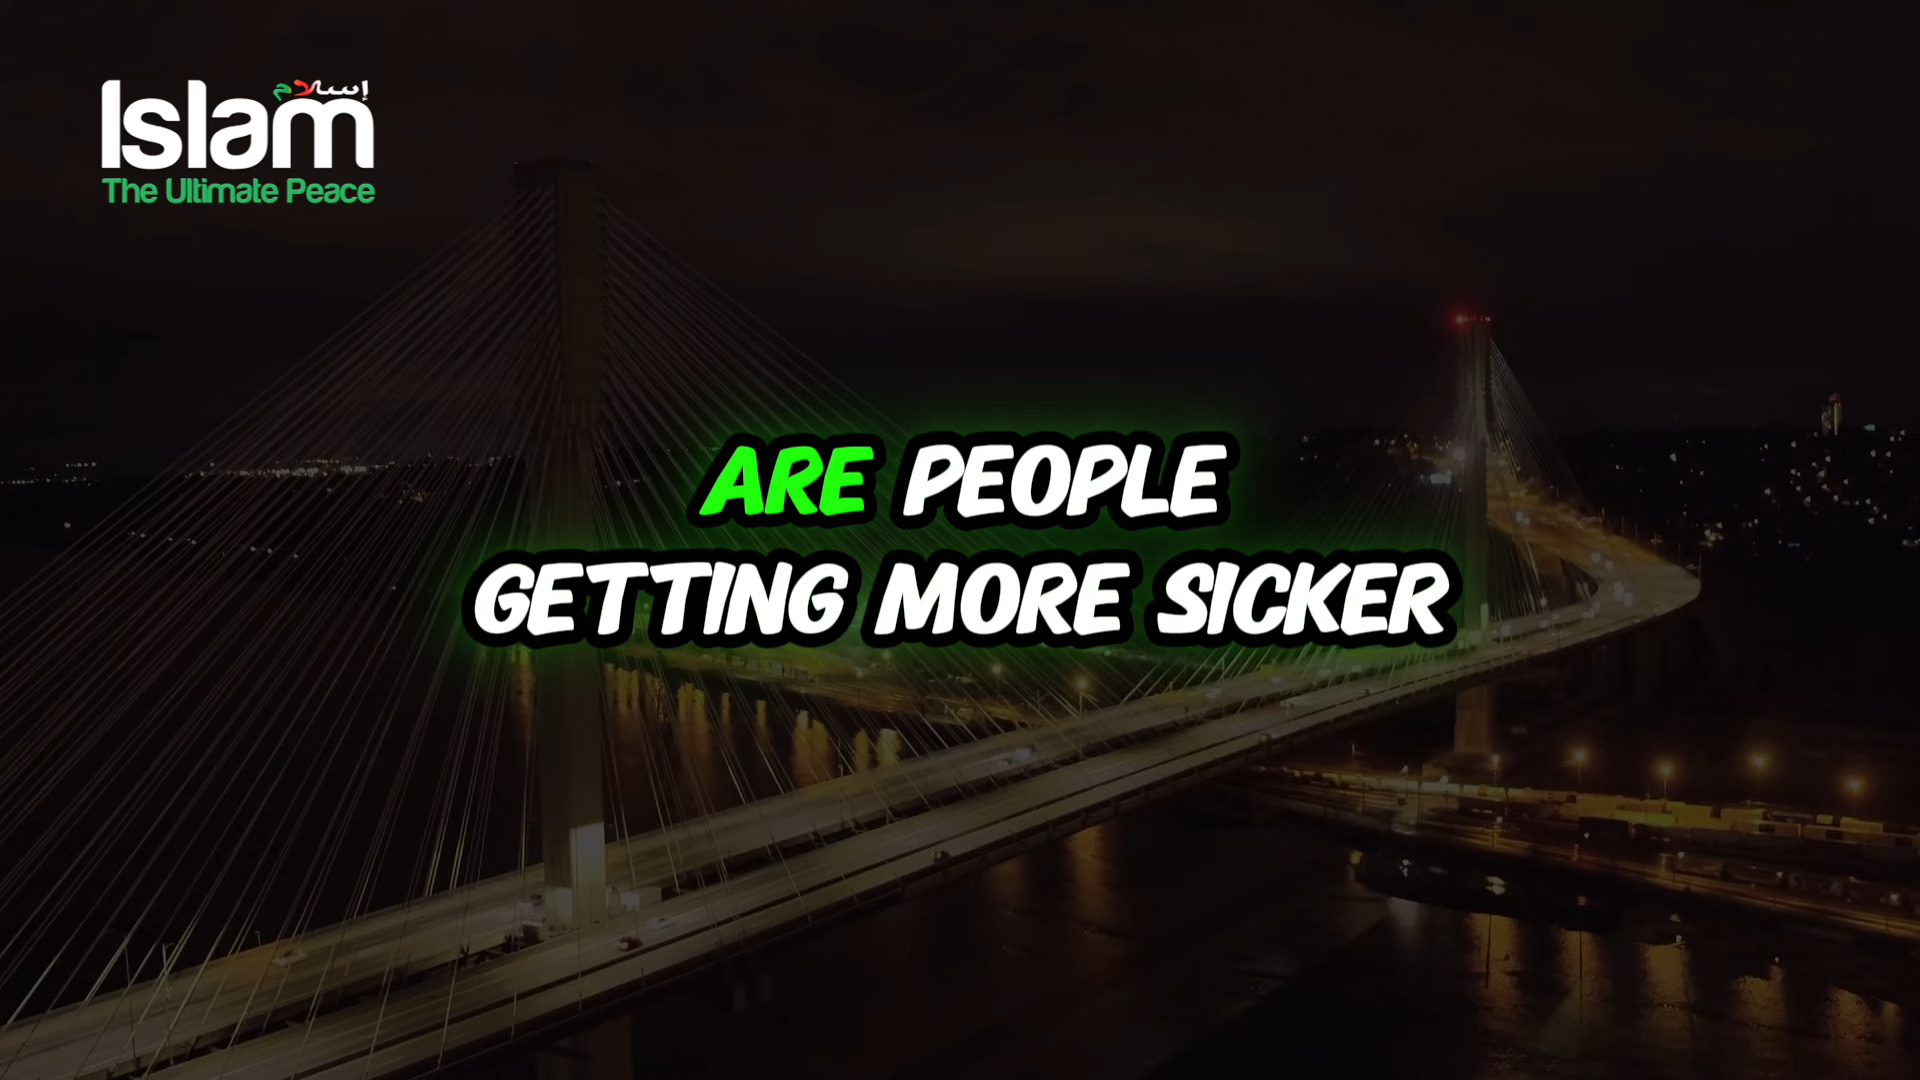 إسلام
Islam
The Ultimate Peace
ARE PEOPLE
GETTING MORE SICKER